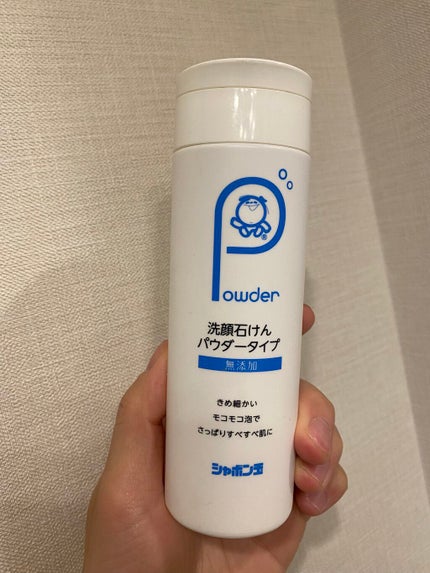 Powder
®
洗顔石けん
パウダータイプ
無添加
きめ細かい
モコモコ泡で
さっぱりすべすべ肌に
シャボン玉